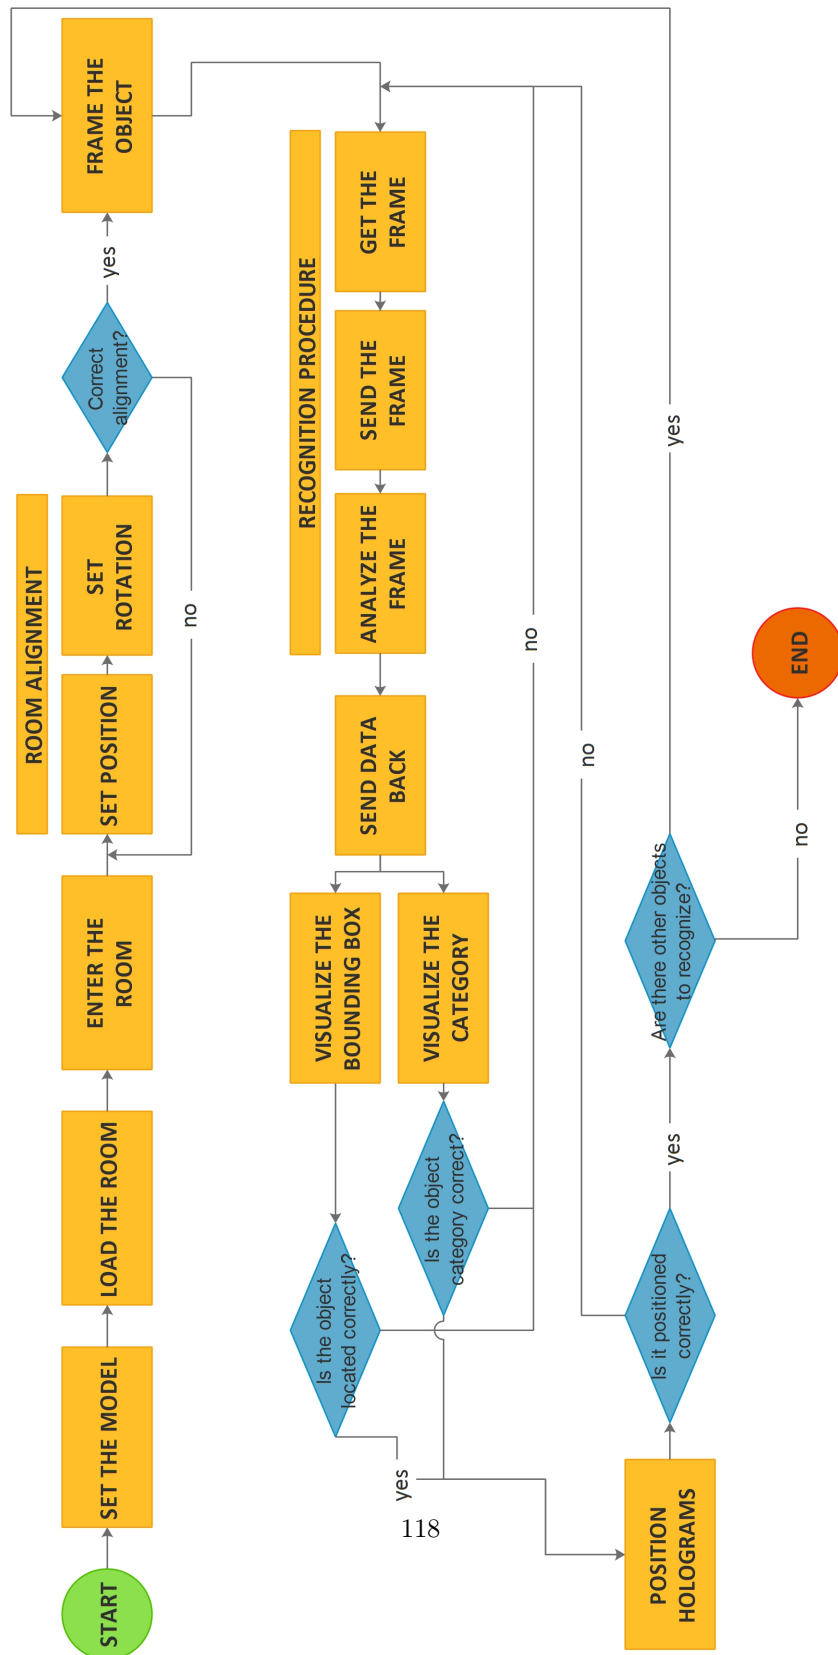 START
SET THE MODEL
LOAD THE ROOM
ENTER THE
ROOM
ROOM ALIGNMENT
SET POSITION
SET
ROTATION
Correct
alignment?
no
yes
FRAME THE
OBJECT
RECOGNITION PROCEDURE
GET THE
FRAME
SEND THE
FRAME
ANALYZE THE
FRAME
SEND DATA
BACK
VISUALIZE THE
BOUNDING BOX
VISUALIZE THE
CATEGORY
Is the object
located correctly?
Is the object
category correct?
no
yes
POSITION
HOLOGRAMS
Is it positioned
correctly?
no
yes
Are there other objects
to recognize?
yes
no
END
118